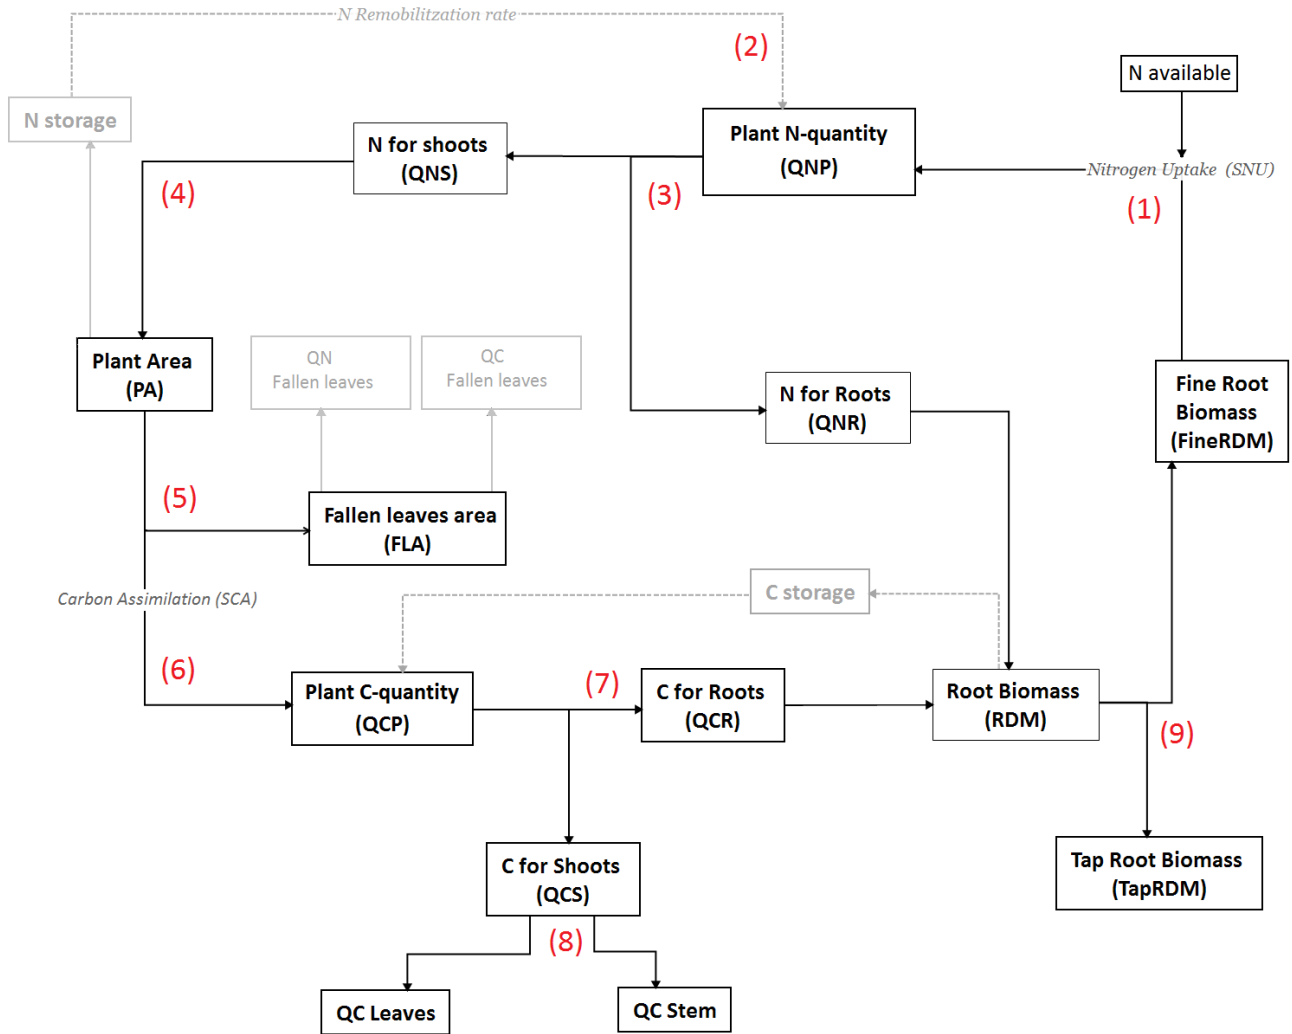 N Remobilitzation rate
(2)
N available
N storage
Plant N-quantity
(QNP)
N for shoots
(QNS)
Nitrogen Uptake (SNU)
(1)
(3)
(4)
Plant Area
(PA)
QN
Fallen leaves
QC
Fallen leaves
N for Roots
(QNR)
Fine Root
Biomass
(FineRDM)
(5)
Fallen leaves area
(FLA)
Carbon Assimilation (SCA)
C storage
(6)
Plant C-quantity
(QCP)
(7)
C for Roots
(QCR)
Root Biomass
(RDM)
(9)
C for Shoots
(QCS)
Tap Root Biomass
(TapRDM)
(8)
QC Leaves
QC Stem